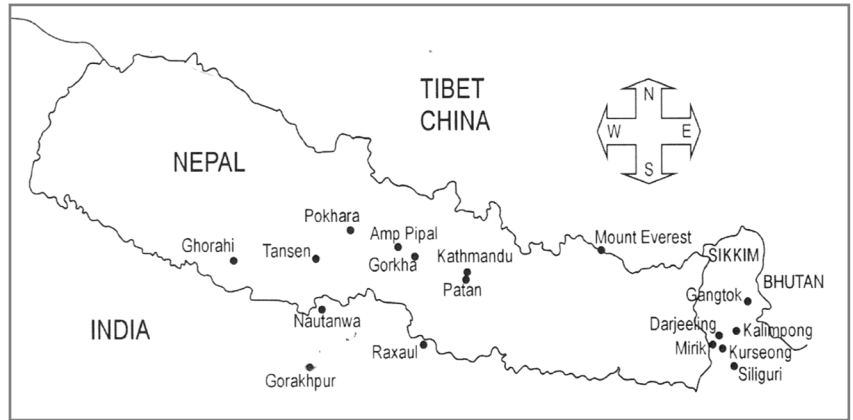 TIBET
CHINA
N
W E
S
NEPAL
Pokhara
Amp Pipal
Ghorahi
Tansen
Gorkha
Kathmandu
Patan
Mount Everest
SIKKIM
BHUTAN
Gangtok
INDIA
Nautanwa
Raxaul
Gorakhpur
Darjeeling
Kalimpong
Mirik
Kurseong
Siliguri